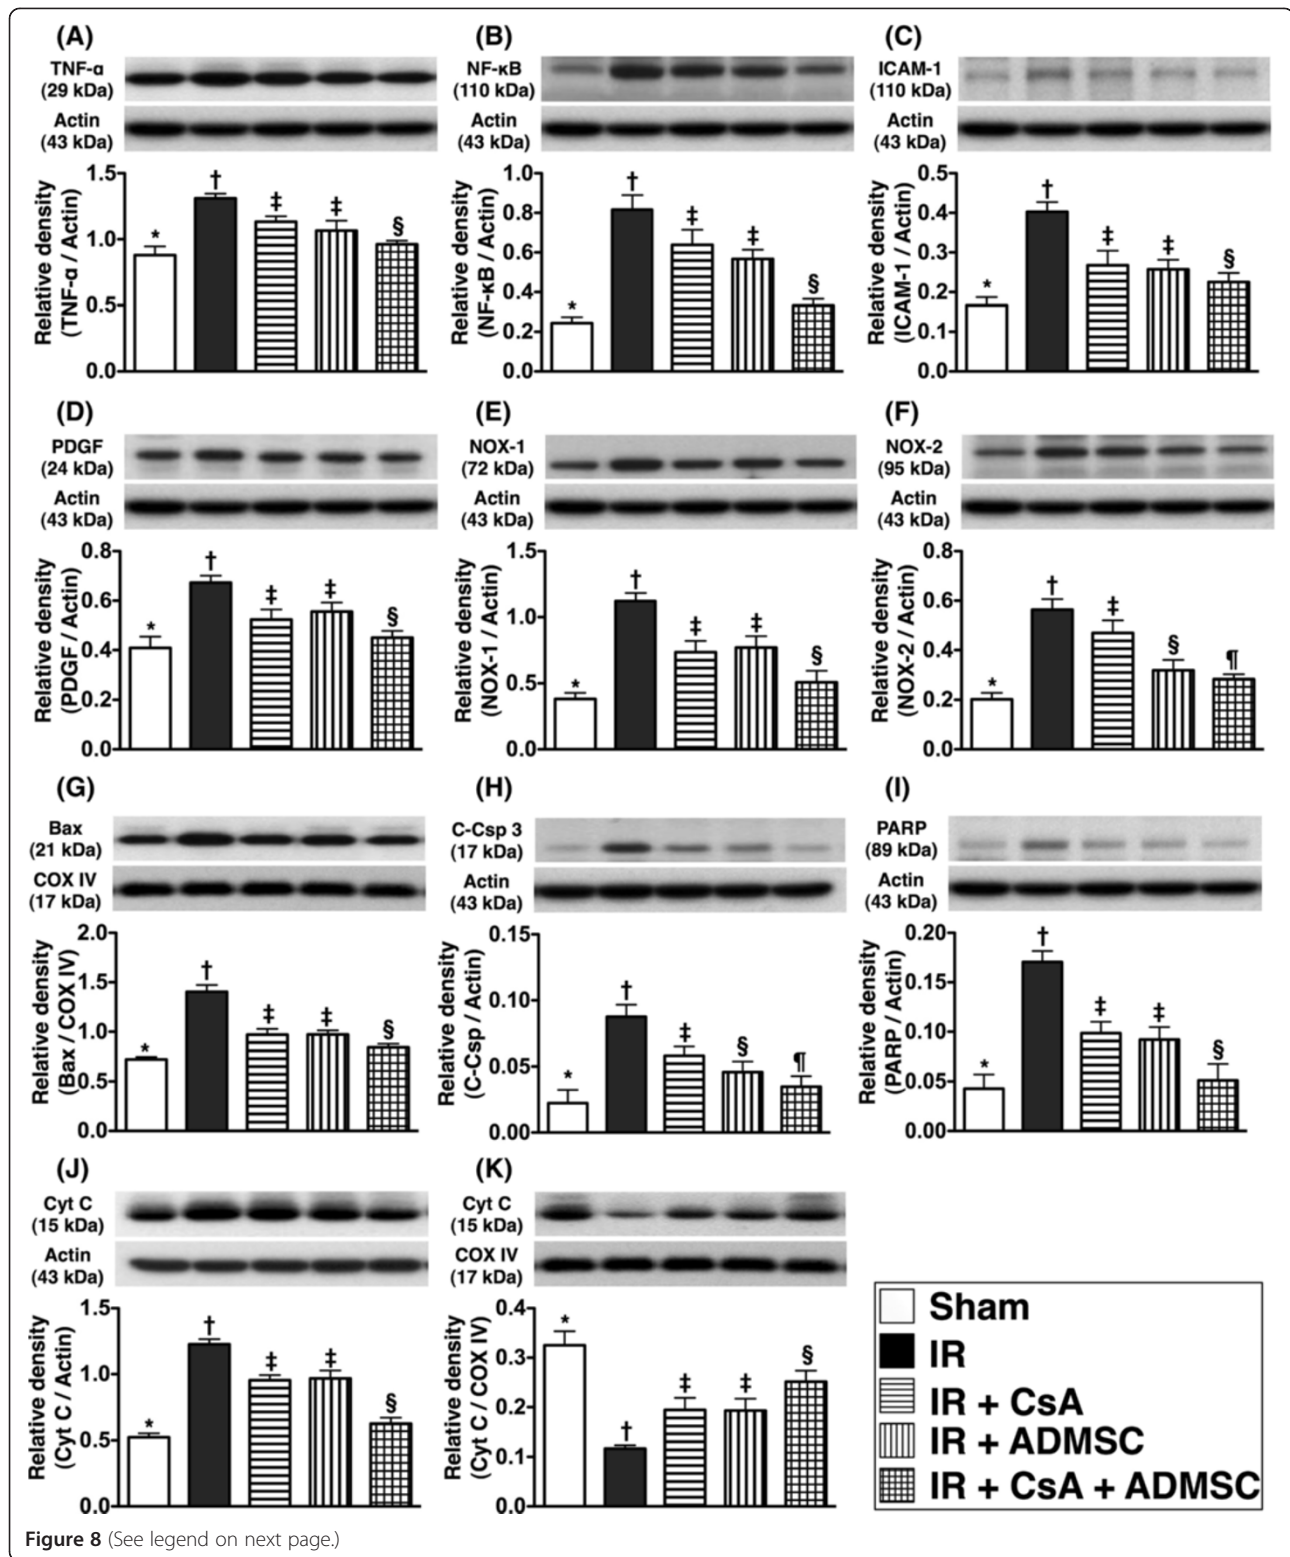 (A)
TNF-α
(29 kDa)
Actin
(43 kDa)
Relative density
(TNF-α / Actin)
1.5
1.0
0.5
0.0
*
†
‡
‡
§
(B)
NF-κB
(110 kDa)
Actin
(43 kDa)
Relative density
(NF-κB / Actin)
1.0
0.8
0.6
0.4
0.2
0.0
*
†
‡
‡
§
(C)
ICAM-1
(110 kDa)
Actin
(43 kDa)
Relative density
(ICAM-1 / Actin)
0.5
0.4
0.3
0.2
0.1
0.0
*
†
‡
‡
§
(D)
PDGF
(24 kDa)
Actin
(43 kDa)
Relative density
(PDGF / Actin)
0.8
0.6
0.4
0.2
0.0
*
†
‡
‡
§
(E)
NOX-1
(72 kDa)
Actin
(43 kDa)
Relative density
(NOX-1 / Actin)
1.5
1.0
0.5
0.0
*
†
‡
‡
§
(F)
NOX-2
(95 kDa)
Actin
(43 kDa)
Relative density
(NOX-2 / Actin)
0.8
0.6
0.4
0.2
0.0
*
†
‡
§
¶
(G)
Bax
(21 kDa)
COX IV
(17 kDa)
Relative density
(Bax / COX IV)
2.0
1.5
1.0
0.5
0.0
*
†
‡
‡
§
(H)
C-Csp 3
(17 kDa)
Actin
(43 kDa)
Relative density
(C-Csp / Actin)
0.15
0.10
0.05
0.00
*
†
‡
§
¶
(I)
PARP
(89 kDa)
Actin
(43 kDa)
Relative density
(PARP / Actin)
0.20
0.15
0.10
0.05
0.00
*
†
‡
‡
§
(J)
Cyt C
(15 kDa)
Actin
(43 kDa)
Relative density
(Cyt C / Actin)
1.5
1.0
0.5
0.0
*
†
‡
‡
§
(K)
Cyt C
(15 kDa)
COX IV
(17 kDa)
Relative density
(Cyt C / COX IV)
0.4
0.3
0.2
0.1
0.0
*
†
‡
‡
§
Sham
IR
IR + CsA
IR + ADMSC
IR + CsA + ADMSC
Figure 8 (See legend on next page.)